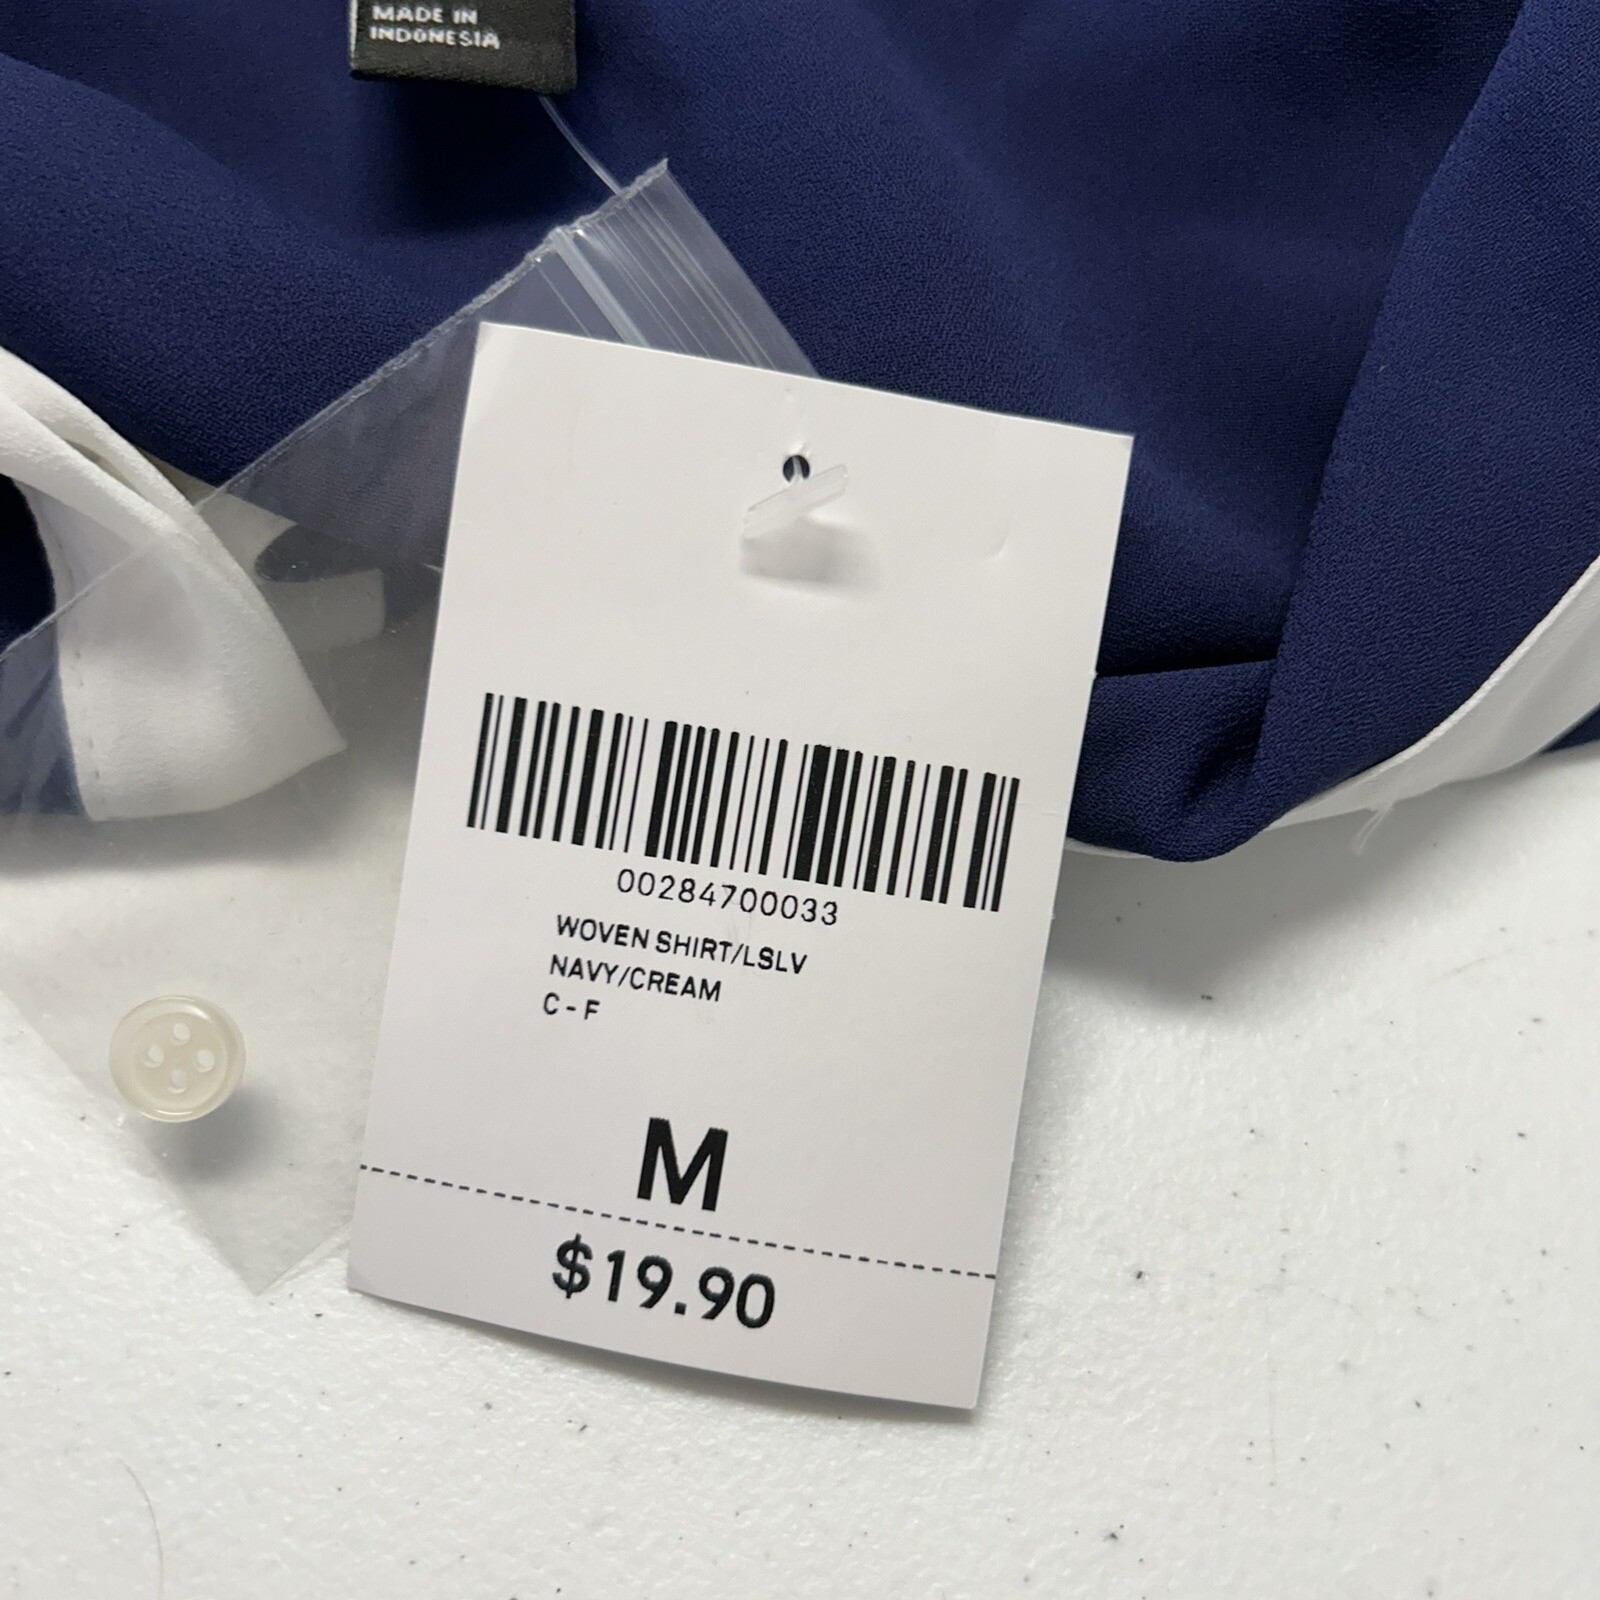 MADE IN
INDONESIA
00284700033
WOVEN SHIRT/LSLV
NAVY/CREAM
C - F
M
$19.90